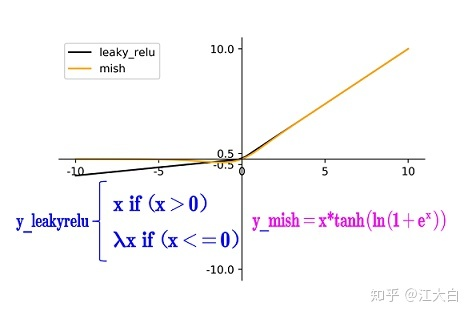 leaky_relu
mish
10.0
0.5
-0.5
-10
-5
0
5
10
-10.0
y_leakyrelu
x if (x>0)
λx if (x<=0)
y_mish=x*tanh(ln(1+eˣ))
知乎 @江大白